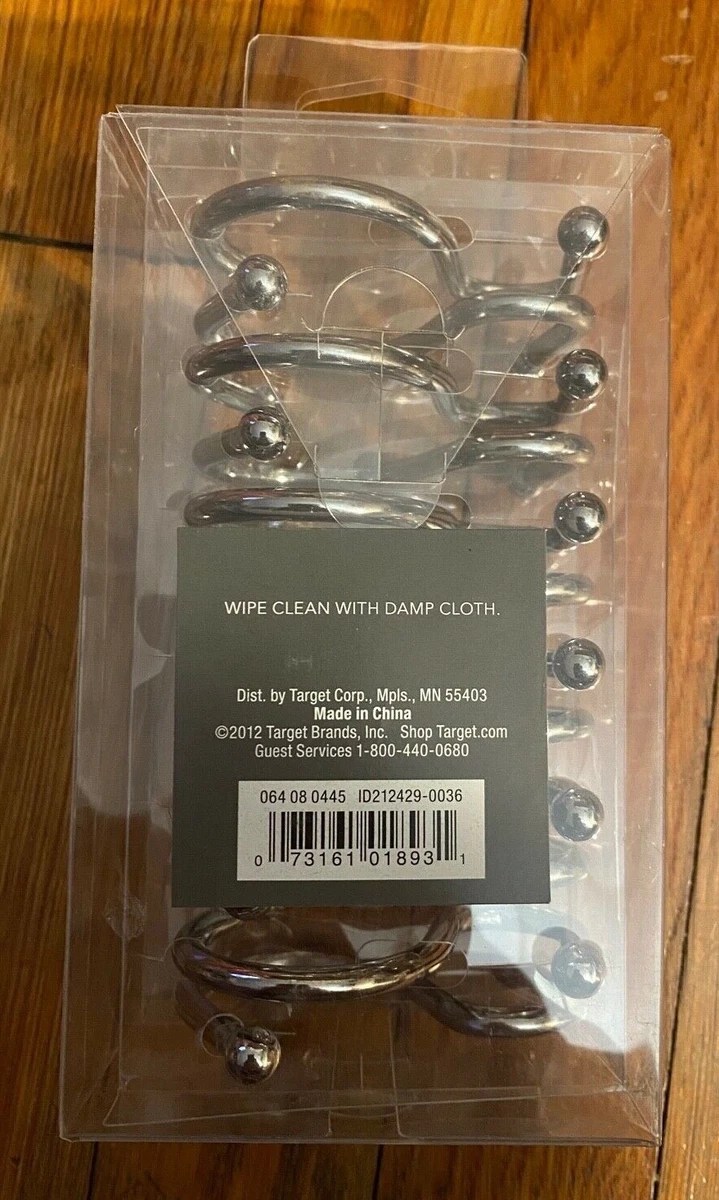 WIPE CLEAN WITH DAMP CLOTH.
Dist. by Target Corp., Mpls., MN 55403
Made in China
©2012 Target Brands, Inc. Shop Target.com
Guest Services 1-800-440-0680
064 08 0445 ID212429-0036
0 73161 01893 1